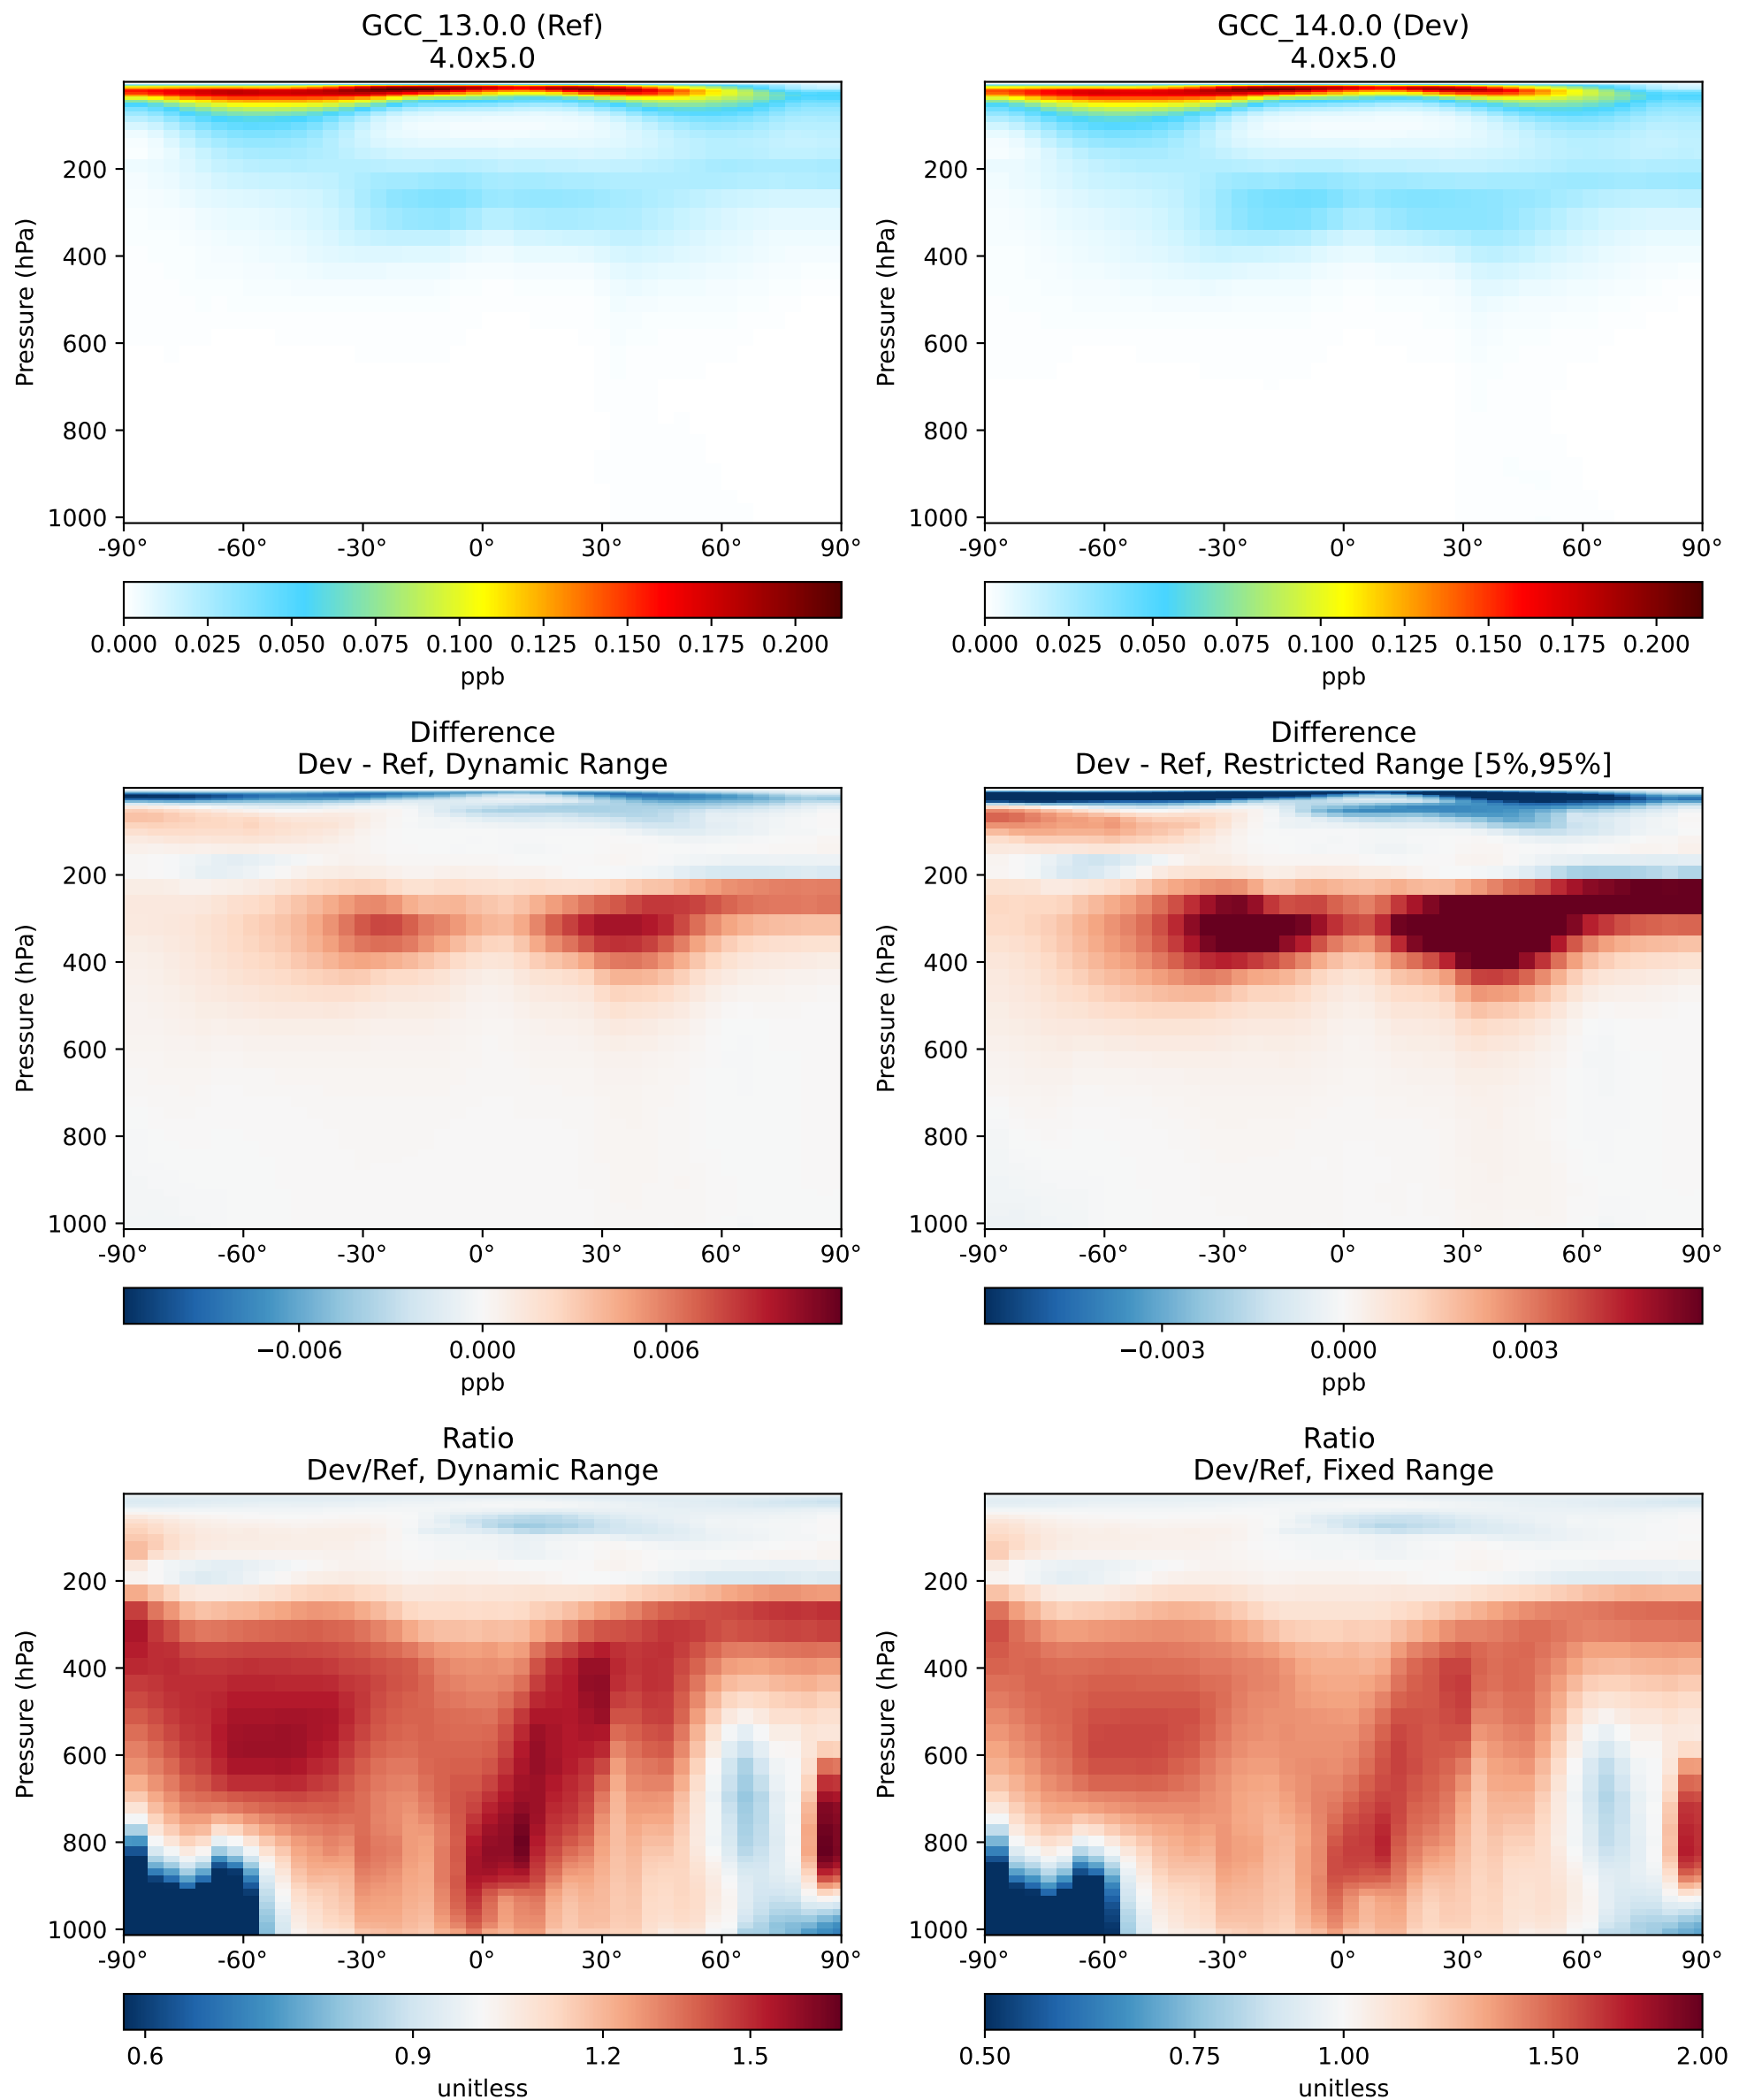 GCC_13.0.0 (Ref)
4.0x5.0
GCC_14.0.0 (Dev)
4.0x5.0
Pressure (hPa)
200
400
600
800
1000
-90° -60° -30° 0° 30° 60° 90°
Pressure (hPa)
200
400
600
800
1000
-90° -60° -30° 0° 30° 60° 90°
0.000 0.025 0.050 0.075 0.100 0.125 0.150 0.175 0.200
ppb
0.000 0.025 0.050 0.075 0.100 0.125 0.150 0.175 0.200
ppb
Difference
Dev - Ref, Dynamic Range
Difference
Dev - Ref, Restricted Range [5%,95%]
Pressure (hPa)
200
400
600
800
1000
-90° -60° -30° 0° 30° 60° 90°
Pressure (hPa)
200
400
600
800
1000
-90° -60° -30° 0° 30° 60° 90°
−0.006 0.000 0.006
ppb
−0.003 0.000 0.003
ppb
Ratio
Dev/Ref, Dynamic Range
Ratio
Dev/Ref, Fixed Range
Pressure (hPa)
200
400
600
800
1000
-90° -60° -30° 0° 30° 60° 90°
Pressure (hPa)
200
400
600
800
1000
-90° -60° -30° 0° 30° 60° 90°
0.6 0.9 1.2 1.5
unitless
0.50 0.75 1.00 1.50 2.00
unitless